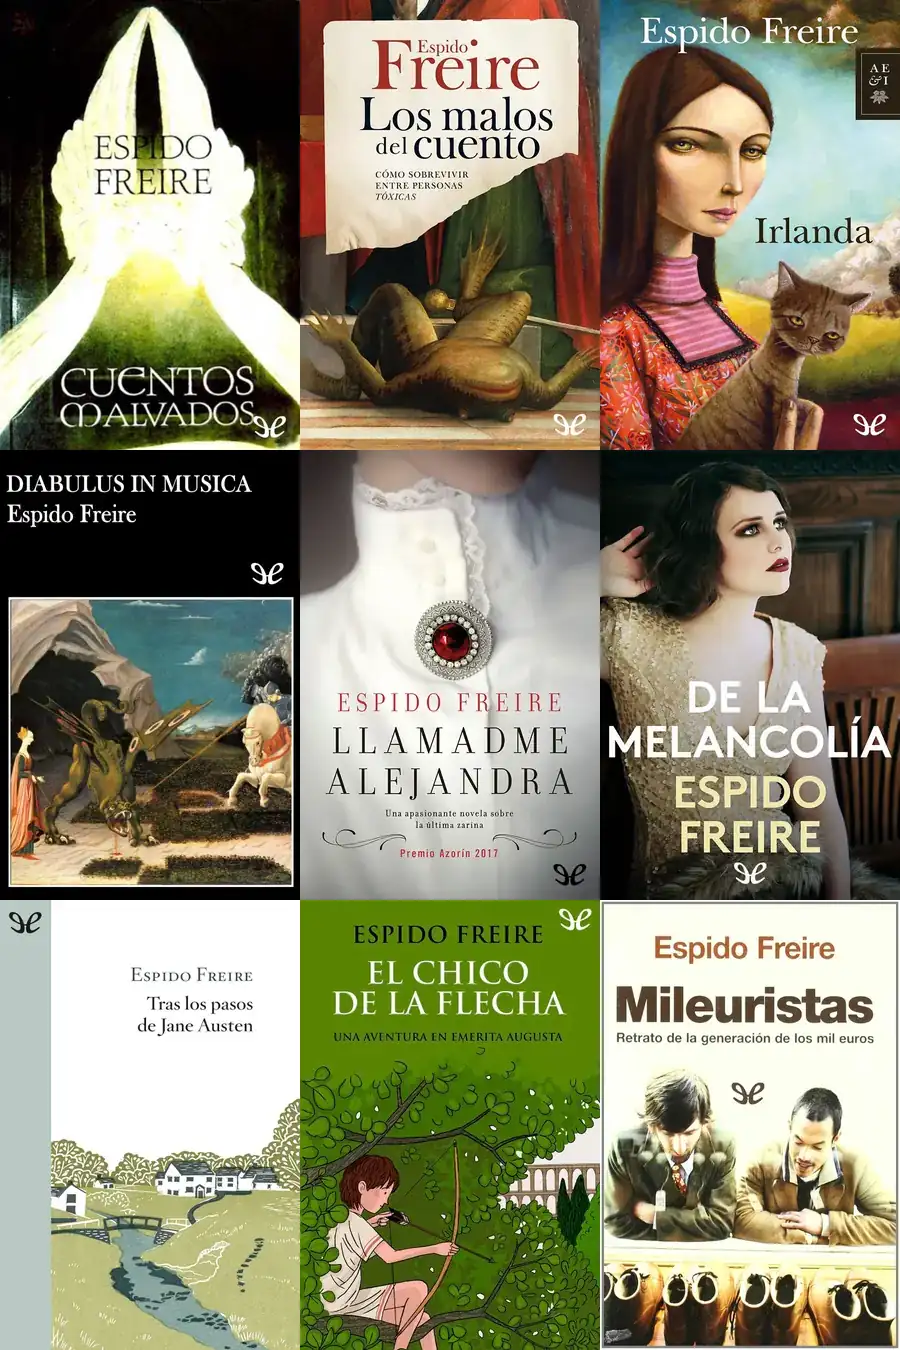 ESPIDO
FREIRE
CUENTOS
MALVADOS
Espido
Freire
Los malos
del cuento
CÓMO SOBREVIVIR
ENTRE PERSONAS
TÓXICAS
Espido Freire
AE
&I
Irlanda
DIABULUS IN MUSICA
Espido Freire
ESPIDO FREIRE
LLAMADME
ALEJANDRA
Una apasionante novela sobre
la última zarina
Premio Azorín 2017
DE LA
MELANCOLÍA
ESPIDO
FREIRE
ESPIDO FREIRE
Tras los pasos
de Jane Austen
ESPIDO FREIRE
EL CHICO
DE LA FLECHA
UNA AVENTURA EN EMERITA AUGUSTA
Espido Freire
Mileuristas
Retrato de la generación de los mil euros